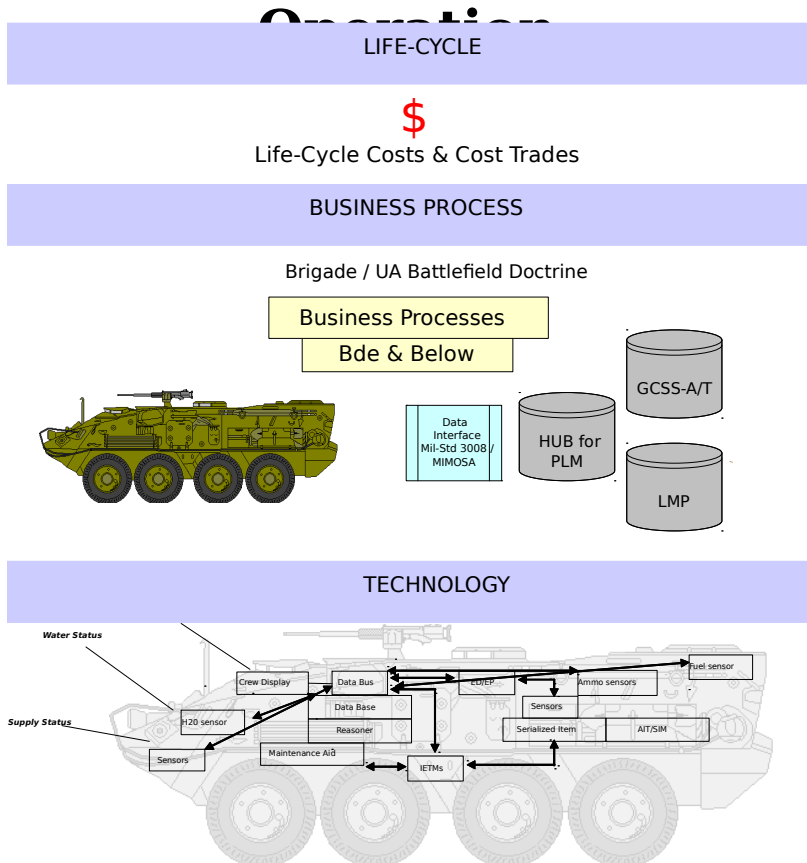 Operation
LIFE-CYCLE
$
Life-Cycle Costs & Cost Trades
BUSINESS PROCESS
Brigade / UA Battlefield Doctrine
Business Processes
Bde & Below
GCSS-A/T
Data
Interface
Mil-Std 3008 /
MIMOSA
HUB for
PLM
LMP
TECHNOLOGY
Water Status
Fuel sensor
Crew Display
Data Bus
ED/EP
Ammo sensors
Data Base
Sensors
Supply Status
H20 sensor
Reasoner
Serialized Item
AIT/SIM
Maintenance Aid
Sensors
IETMs